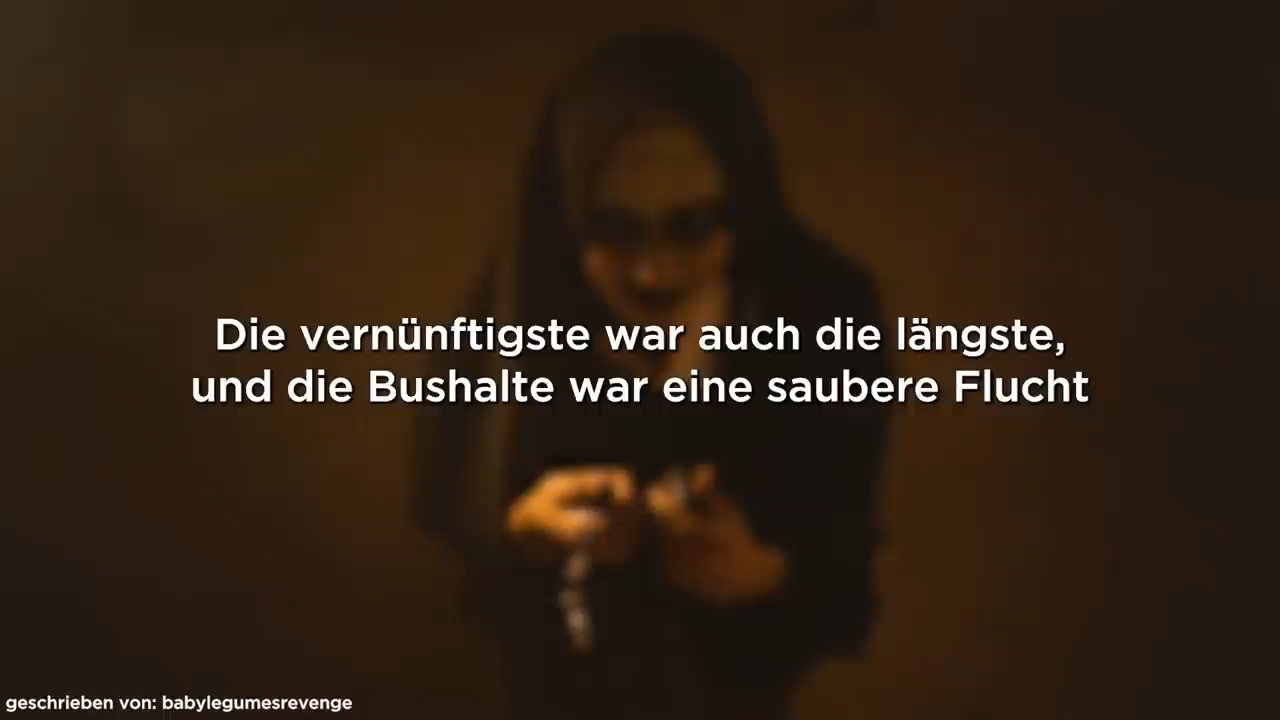 Die vernünftigste war auch die längste,
und die Bushalte war eine saubere Flucht
geschrieben von: babylegumesrevenge